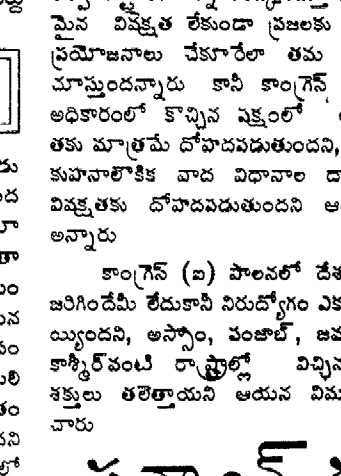 మైన వివక్షత లేకుండా ప్రజలకు
ప్రయోజనాలు చేకూరేలా తమ
చూస్తుందన్నారు కానీ కాంగ్రెస్
అధికారంలో కొచ్చిన పక్షంలో
తకు మాత్రమే దోహదపడుతుందని,
కుహనాలౌకిక వాద విధానాల దా
వివక్షతకు దోహదపడుతుందని ఆ
అన్నారు
కాంగ్రెస్ (ఐ) పాలనలో దేశ
జరిగిందేమీ లేదుకానీ నిరుద్యోగం ఎక
య్యిందని, అస్సాం, పంజాబ్, జమ
కాశ్మీర్‌వంటి రాష్ట్రాల్లో విచ్ఛిన
శక్తులు తలెత్తాయని ఆయన విమ
చారు